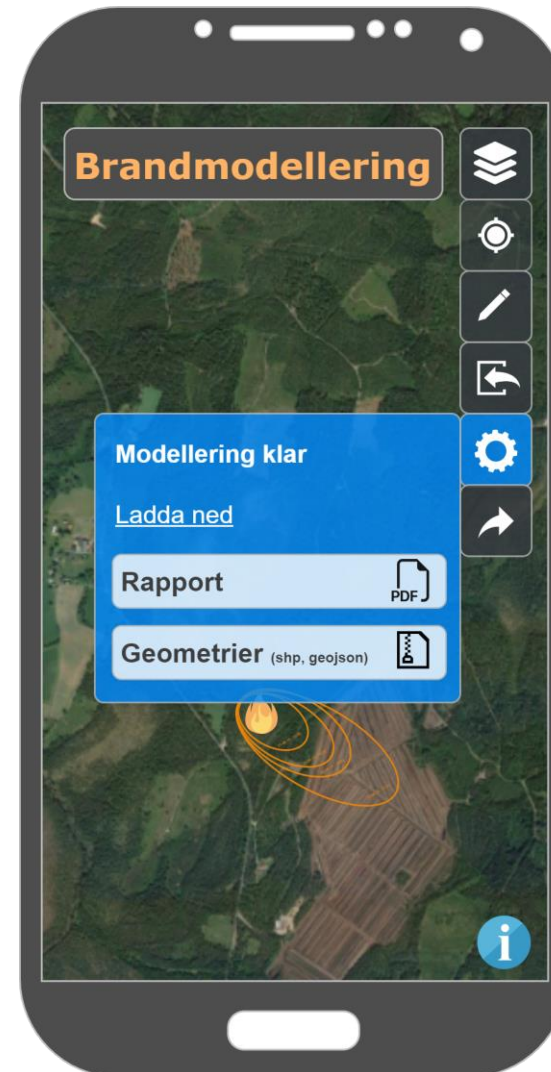 Brandmodellering
Modellering klar
Ladda ned
Rapport
PDF
Geometrier (shp, geojson)
i